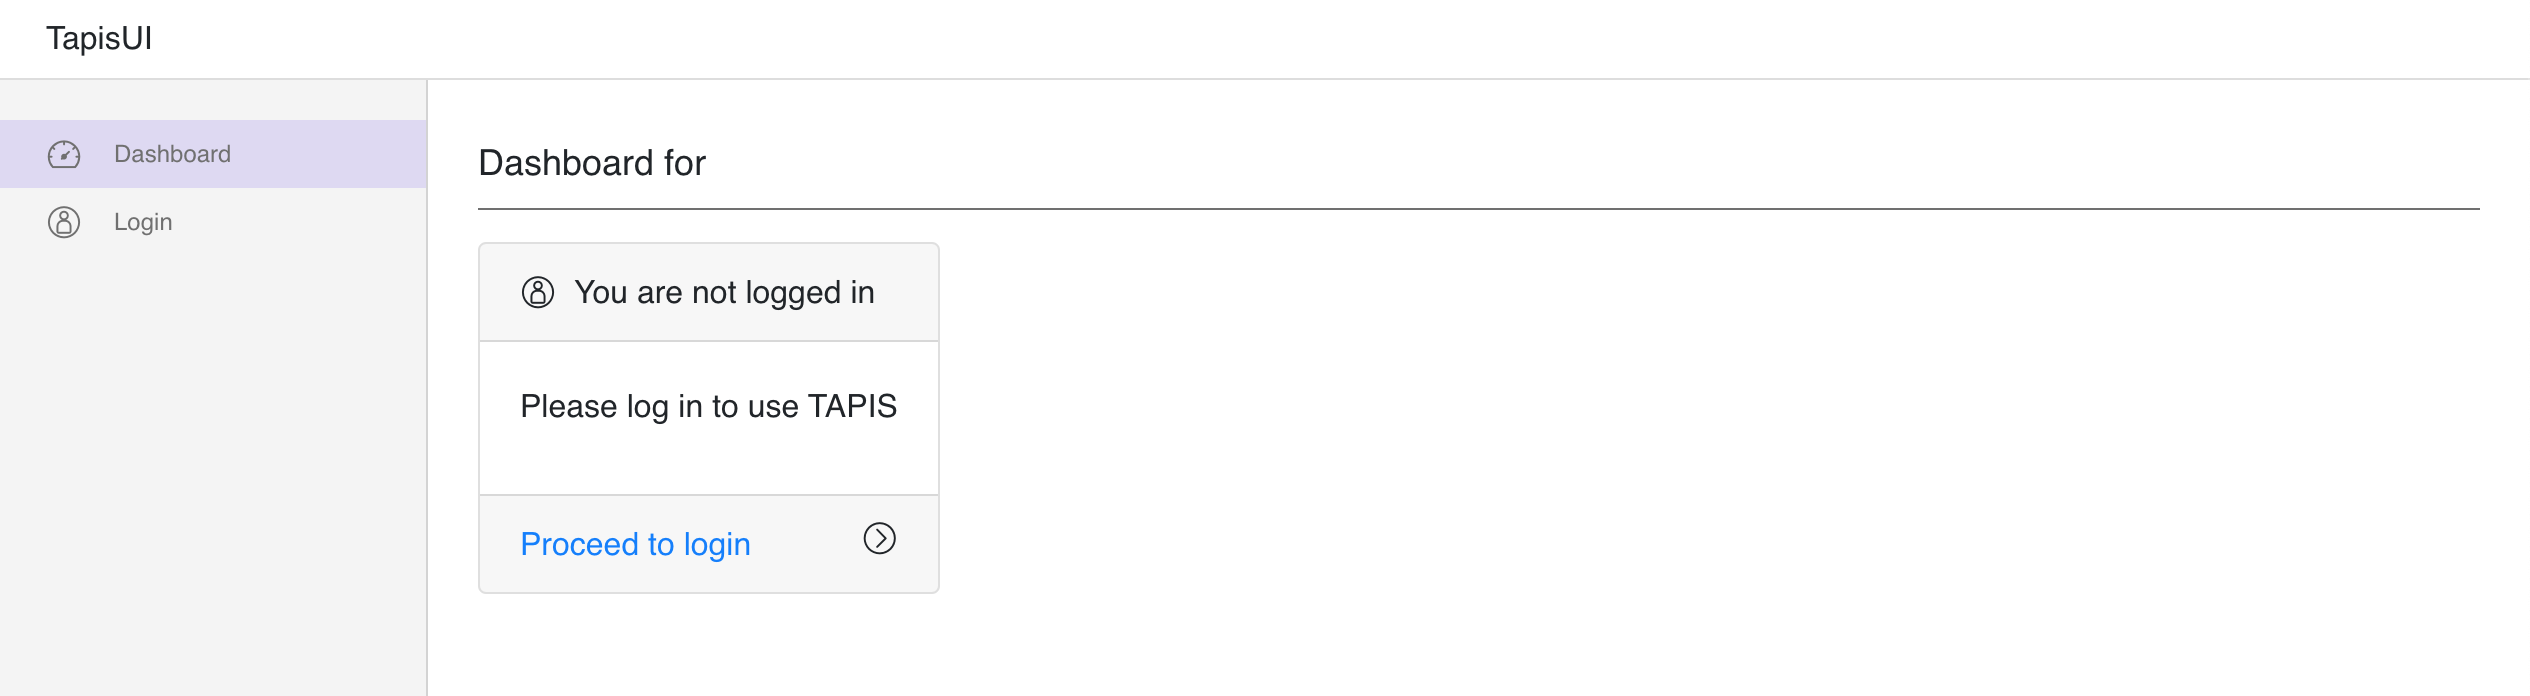 TapisUI
Dashboard
Login
Dashboard for
You are not logged in
Please log in to use TAPIS
Proceed to login